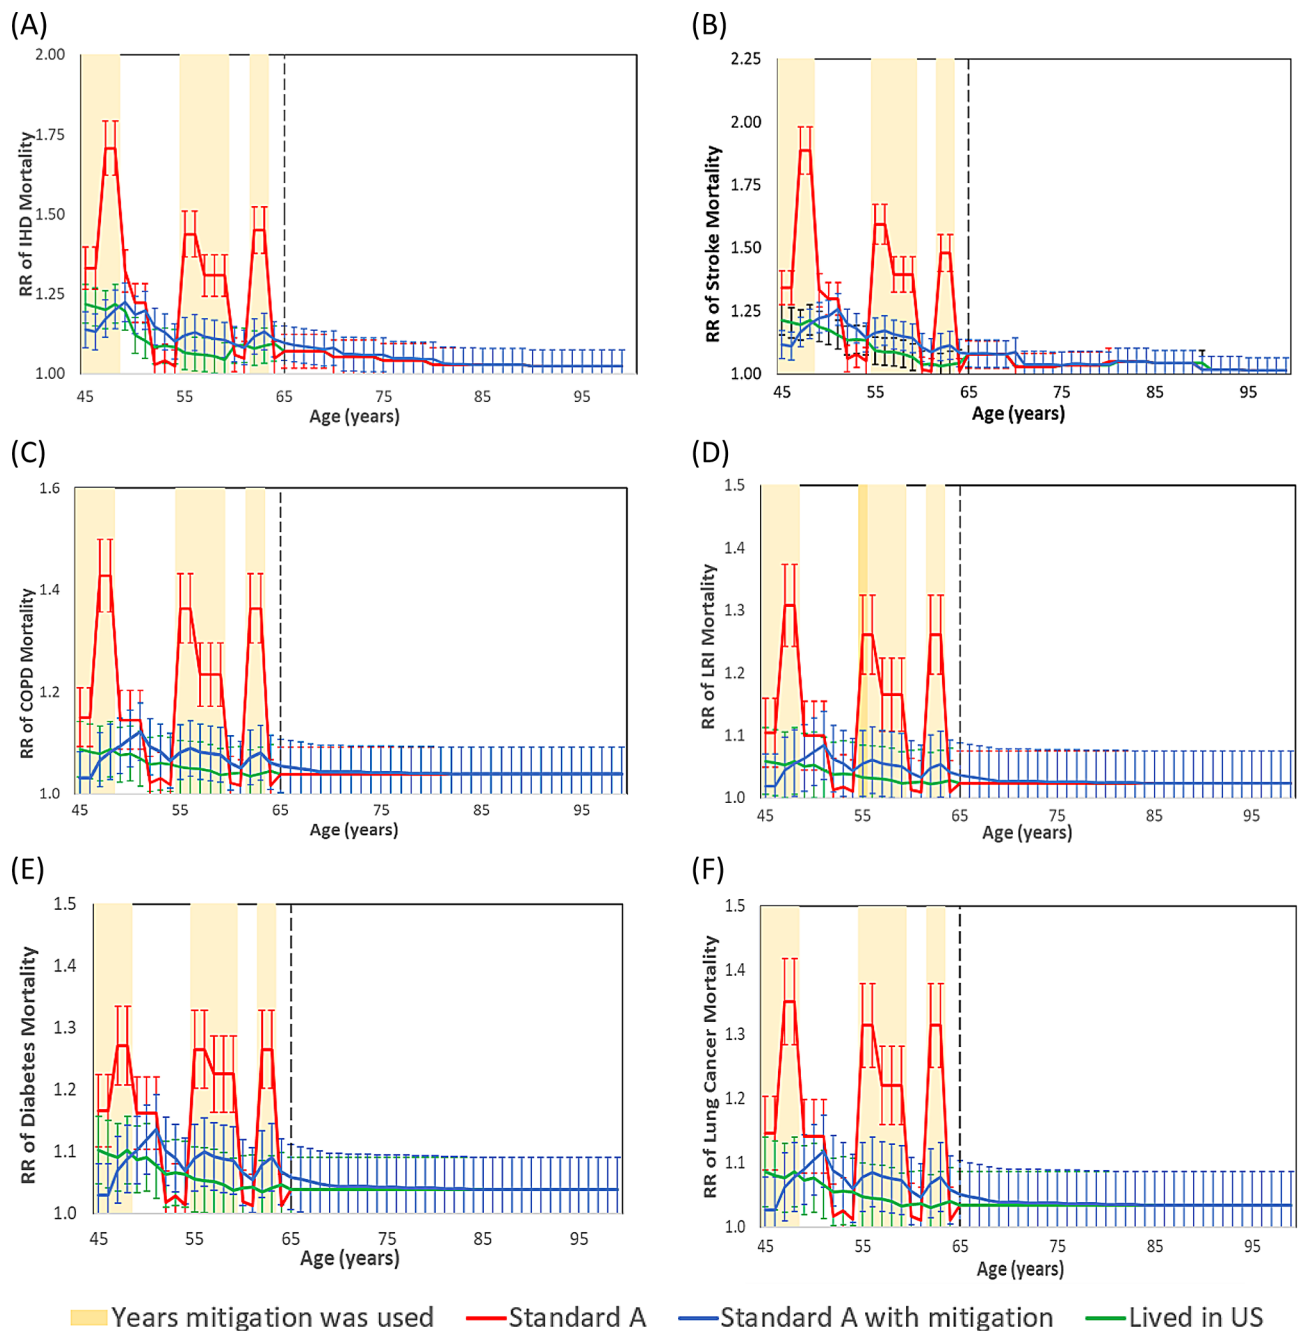 (A)
2.00
1.75
1.50
1.25
1.00
RR of IHD Mortality
45 55 65 75 85 95
Age (years)
(B)
2.25
2.00
1.75
1.50
1.25
1.00
RR of Stroke Mortality
45 55 65 75 85 95
Age (years)
(C)
1.6
1.4
1.2
1.0
RR of COPD Mortality
45 55 65 75 85 95
Age (years)
(D)
1.5
1.4
1.3
1.2
1.1
1.0
RR of LRI Mortality
45 55 65 75 85 95
Age (years)
(E)
1.5
1.4
1.3
1.2
1.1
1.0
RR of Diabetes Mortality
45 55 65 75 85 95
Age (years)
(F)
1.5
1.4
1.3
1.2
1.1
1.0
RR of Lung Cancer Mortality
45 55 65 75 85 95
Age (years)
Years mitigation was used Standard A Standard A with mitigation Lived in US